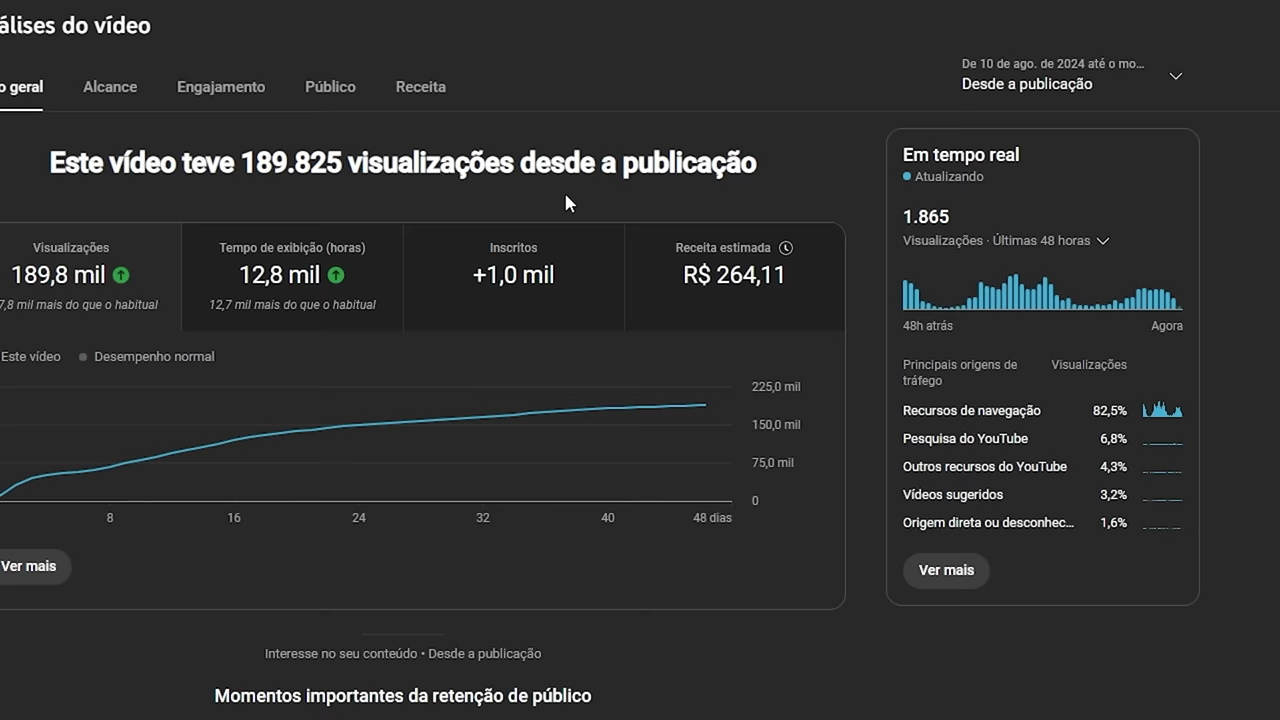 álises do vídeo
o geral
Alcance
Engajamento
Público
Receita
De 10 de ago. de 2024 até o mo...
Desde a publicação
Este vídeo teve 189.825 visualizações desde a publicação
Visualizações
189,8 mil
7,8 mil mais do que o habitual
Tempo de exibição (horas)
12,8 mil
12,7 mil mais do que o habitual
Inscritos
+1,0 mil
Receita estimada
R$ 264,11
Este vídeo
Desempenho normal
225,0 mil
150,0 mil
75,0 mil
0
8
16
24
32
40
48 dias
Ver mais
Em tempo real
Atualizando
1.865
Visualizações · Últimas 48 horas
48h atrás
Agora
Principais origens de
tráfego
Visualizações
Recursos de navegação 82,5%
Pesquisa do YouTube 6,8%
Outros recursos do YouTube 4,3%
Vídeos sugeridos 3,2%
Origem direta ou desconhec... 1,6%
Ver mais
Interesse no seu conteúdo • Desde a publicação
Momentos importantes da retenção de público